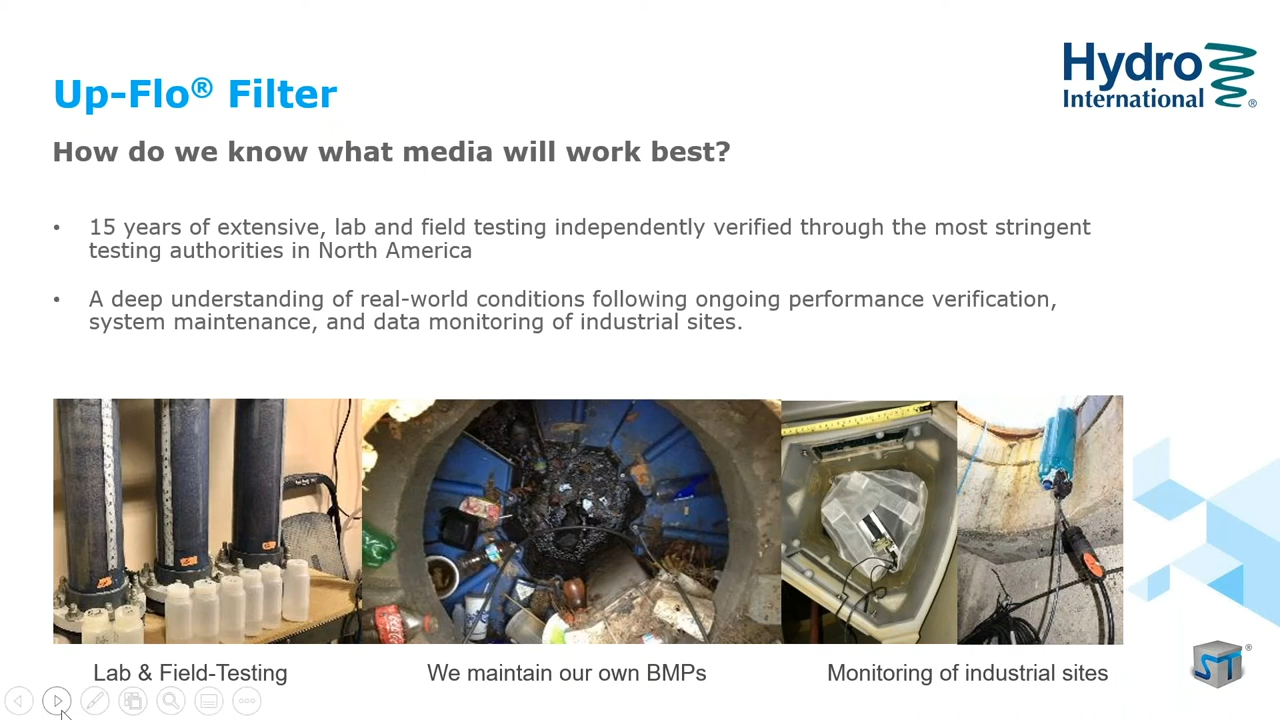 Hydro
International
®
Up-Flo® Filter
How do we know what media will work best?
• 15 years of extensive, lab and field testing independently verified through the most stringent
testing authorities in North America
• A deep understanding of real-world conditions following ongoing performance verification,
system maintenance, and data monitoring of industrial sites.
Lab & Field-Testing
We maintain our own BMPs
Monitoring of industrial sites
ST
®